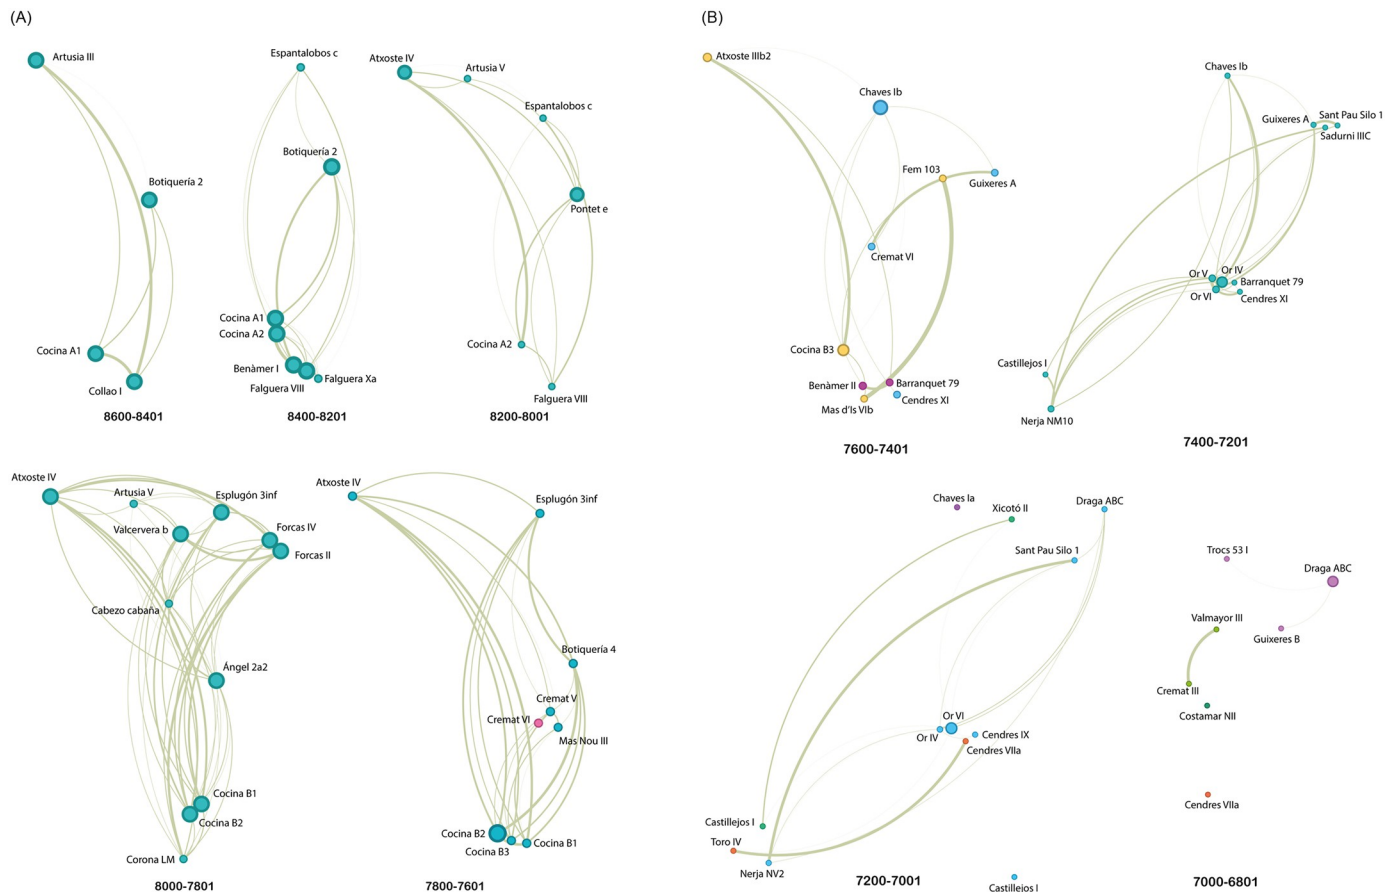 (A)
Artusia III
Botiquería 2
Cocina A1
Collao I
8600-8401
Espantalobos c
Botiquería 2
Cocina A1
Cocina A2
Benàmer I
Falguera VIII
Falguera Xa
8400-8201
Atxoste IV
Artusia V
Espantalobos c
Pontet e
Cocina A2
Falguera VIII
8200-8001
Atxoste IV
Artusia V
Esplugón 3inf
Valcervera b
Forcas IV
Forcas II
Cabezo cabaña
Ángel 2a2
Cocina B1
Cocina B2
Corona LM
8000-7801
Atxoste IV
Esplugón 3inf
Botiquería 4
Cremat V
Cremat VI
Mas Nou III
Cocina B2
Cocina B3
Cocina B1
7800-7601
(B)
Atxoste IIIb2
Chaves Ib
Fem 103
Guixeres A
Cremat VI
Cocina B3
Benàmer II
Barranquet 79
Cendres XI
Mas d'Is VIb
7600-7401
Chaves Ib
Guixeres A
Sant Pau Silo 1
Sadurni IIIC
Or V
Or IV
Barranquet 79
Or VI
Cendres XI
Castillejos I
Nerja NM10
7400-7201
Chaves Ia
Xicotó II
Draga ABC
Sant Pau Silo 1
Or VI
Or IV
Cendres IX
Cendres VIIa
Castillejos I
Toro IV
Nerja NV2
7200-7001
Castillejos I
Trocs 53 I
Draga ABC
Valmayor III
Guixeres B
Cremat III
Costamar NII
Cendres VIIa
7000-6801